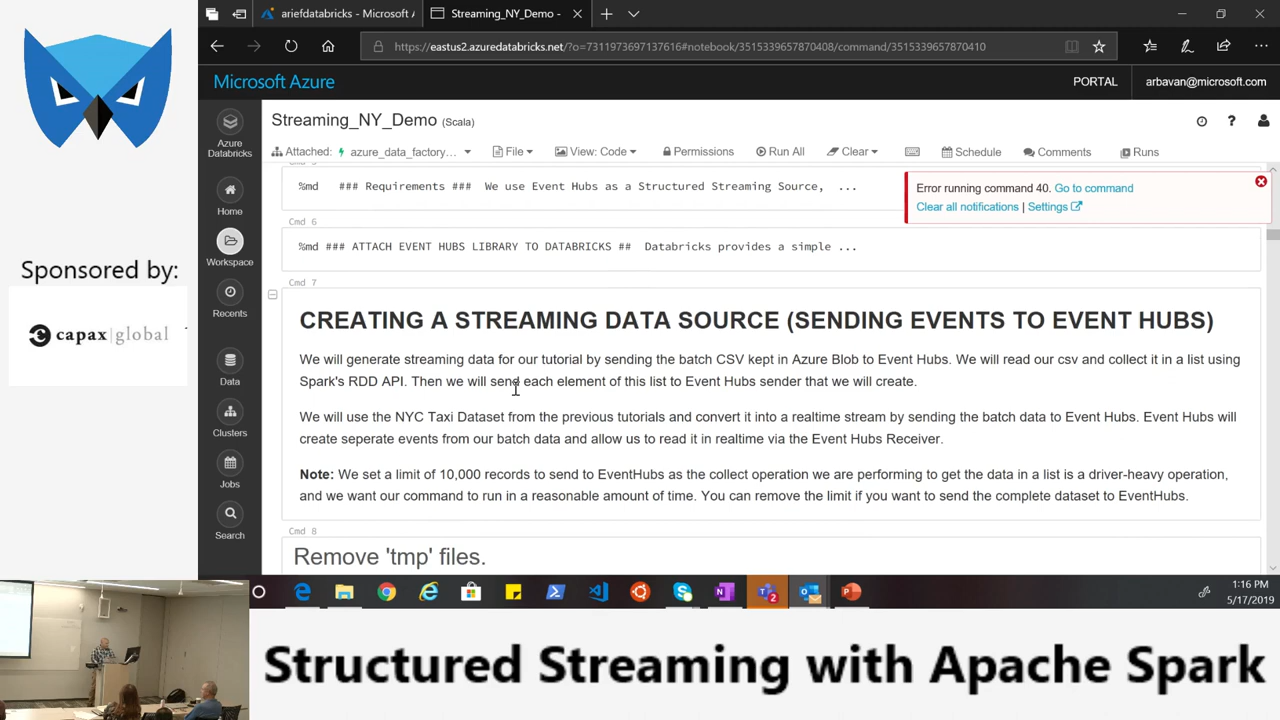 ariefdatabricks - Microsoft A
Streaming_NY_Demo -
https://eastus2.azuredatabricks.net/?o=7311973697137616#notebook/3515339657870408/command/3515339657870410
Microsoft Azure
PORTAL
arbavan@microsoft.com
Azure
Databricks
Home
Workspace
Recents
Data
Clusters
Jobs
Search
Streaming_NY_Demo (Scala)
Attached: azure_data_factory... File View: Code Permissions Run All Clear Schedule Comments Runs
Error running command 40. Go to command
Clear all notifications | Settings
%md ### Requirements ### We use Event Hubs as a Structured Streaming Source, ...
Cmd 6
%md ### ATTACH EVENT HUBS LIBRARY TO DATABRICKS ## Databricks provides a simple ...
Cmd 7
CREATING A STREAMING DATA SOURCE (SENDING EVENTS TO EVENT HUBS)
We will generate streaming data for our tutorial by sending the batch CSV kept in Azure Blob to Event Hubs. We will read our csv and collect it in a list using
Spark's RDD API. Then we will send each element of this list to Event Hubs sender that we will create.
We will use the NYC Taxi Dataset from the previous tutorials and convert it into a realtime stream by sending the batch data to Event Hubs. Event Hubs will
create seperate events from our batch data and allow us to read it in realtime via the Event Hubs Receiver.
Note: We set a limit of 10,000 records to send to EventHubs as the collect operation we are performing to get the data in a list is a driver-heavy operation,
and we want our command to run in a reasonable amount of time. You can remove the limit if you want to send the complete dataset to EventHubs.
Cmd 8
Remove 'tmp' files.
Sponsored by:
capax|global
1:16 PM
5/17/2019
Structured Streaming with Apache Spark